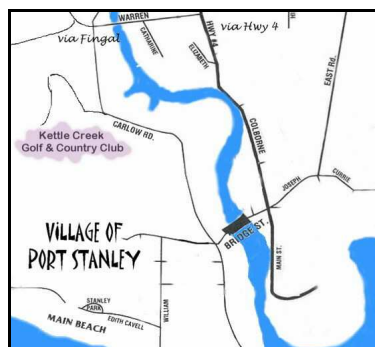 WARREN
via Fingal
via Hwy 4
HWY #4
CATHARINE
ELIZABETH
EAST Rd.
Kettle Creek
Golf & Country Club
CARLOW RD.
COLBORNE
JOSEPH
CURRIE
VILLAGE OF
PORT STANLEY
BRIDGE ST.
MAIN ST.
WILLIAM
STANLEY
PARK
EDITH CAVELL
MAIN BEACH